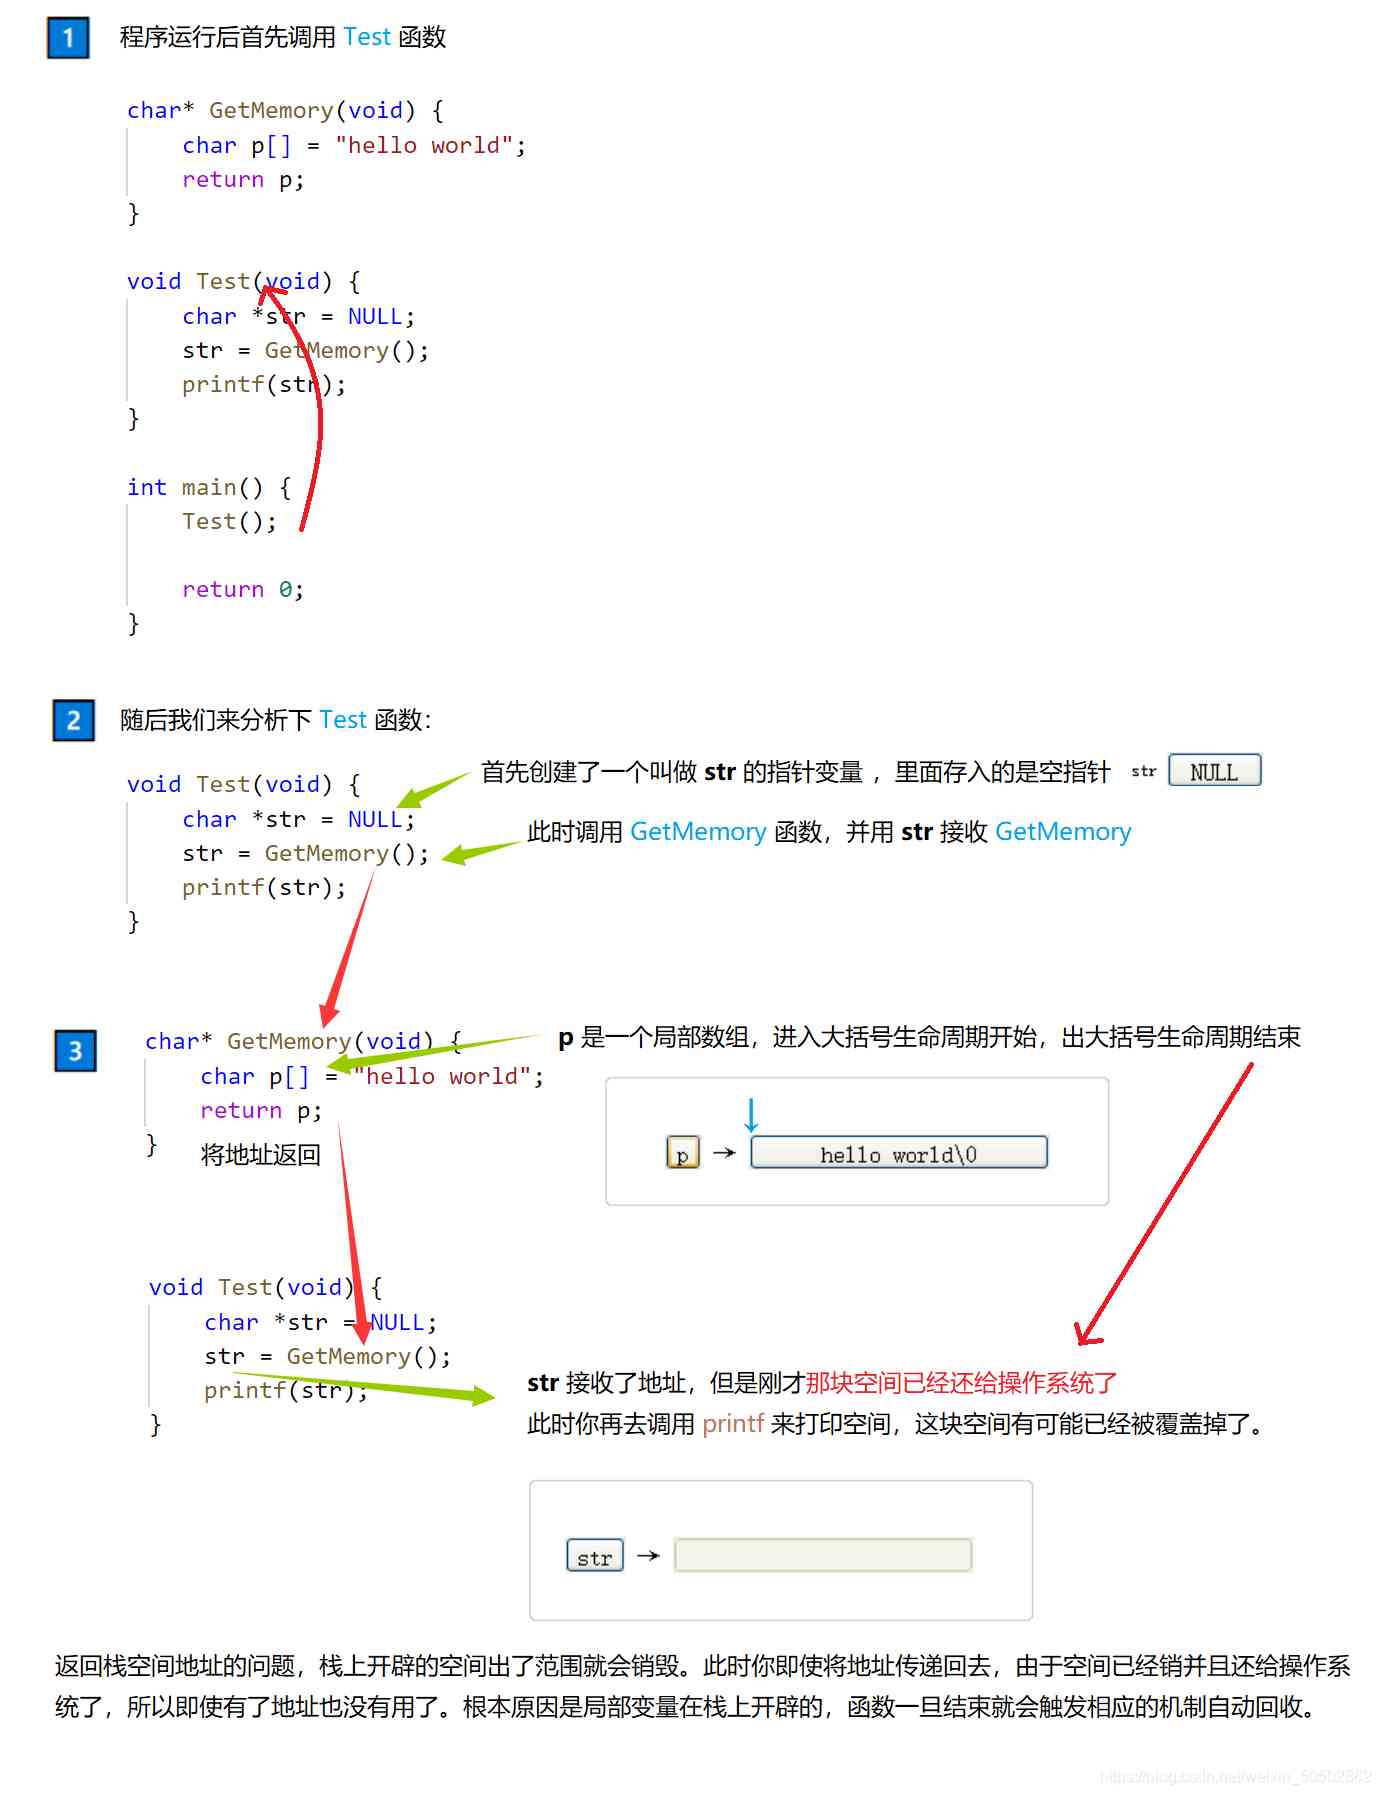 1 程序运行后首先调用 Test 函数
char* GetMemory(void) {
char p[] = "hello world";
return p;
}
void Test(void) {
char *str = NULL;
str = GetMemory();
printf(str);
}
int main() {
Test();
return 0;
}
2 随后我们来分析下 Test 函数：
首先创建了一个叫做 str 的指针变量 ，里面存入的是空指针 str NULL
void Test(void) {
char *str = NULL;
此时调用 GetMemory 函数，并用 str 接收 GetMemory
str = GetMemory();
printf(str);
}
3 char* GetMemory(void) {
p 是一个局部数组，进入大括号生命周期开始，出大括号生命周期结束
char p[] = "hello world";
return p;
}
将地址返回
p → hello world\0
void Test(void) {
char *str = NULL;
str = GetMemory();
printf(str);
}
str 接收了地址，但是刚才那块空间已经还给操作系统了
此时你再去调用 printf 来打印空间，这块空间有可能已经被覆盖掉了。
str →
返回栈空间地址的问题，栈上开辟的空间出了范围就会销毁。此时你即使将地址传递回去，由于空间已经销并且还给操作系
统了，所以即使有了地址也没有用了。根本原因是局部变量在栈上开辟的，函数一旦结束就会触发相应的机制自动回收。
https://blog.csdn.net/weixin_50502862